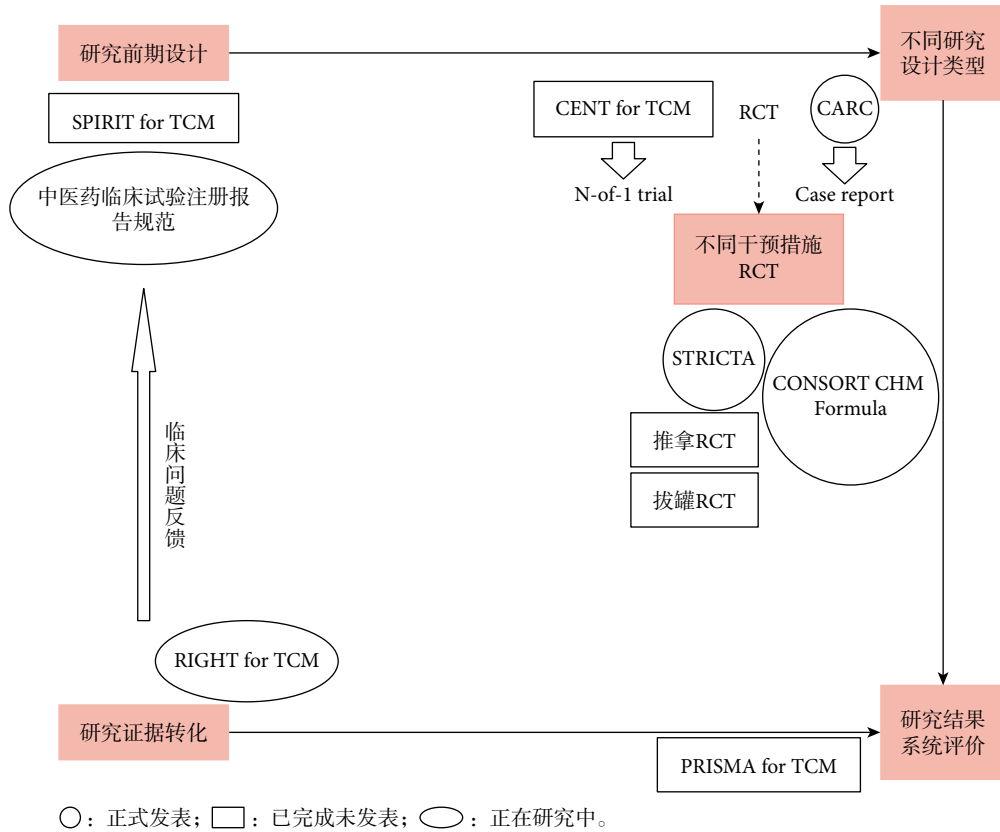 研究前期设计
不同研究
设计类型
SPIRIT for TCM
CENT for TCM
RCT
CARC
中医药临床试验注册报
告规范
N-of-1 trial
Case report
不同干预措施
RCT
STRICTA
CONSORT CHM
Formula
推拿RCT
拔罐RCT
临床问题反馈
RIGHT for TCM
研究证据转化
研究结果
系统评价
PRISMA for TCM
○：正式发表；□：已完成未发表；⬭：正在研究中。